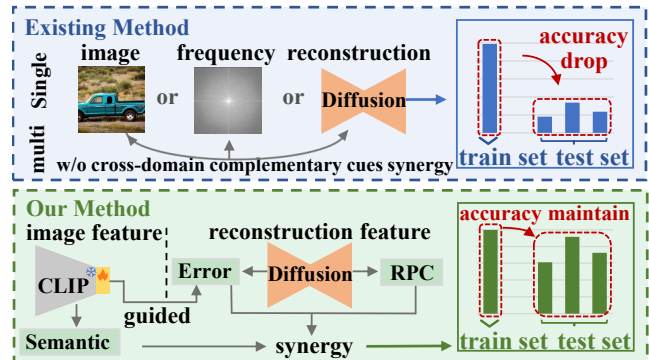 Existing Method
image
frequency
reconstruction
Single
or
or
Diffusion
accuracy
drop
multi
w/o cross-domain complementary cues synergy
train set
test set
Our Method
image feature
reconstruction feature
accuracy maintain
CLIP
Error
Diffusion
RPC
guided
Semantic
synergy
train set
test set